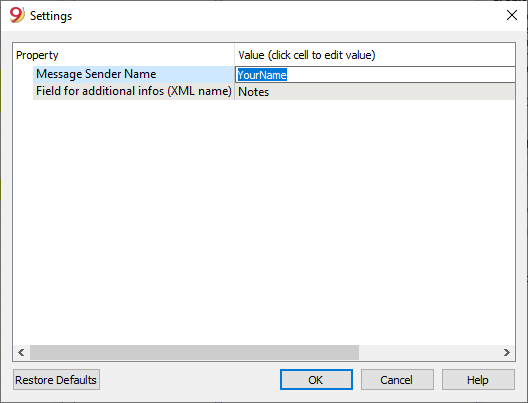 9 Settings
Property Value (click cell to edit value)
Message Sender Name YourName
Field for additional infos (XML name) Notes
Restore Defaults OK Cancel Help